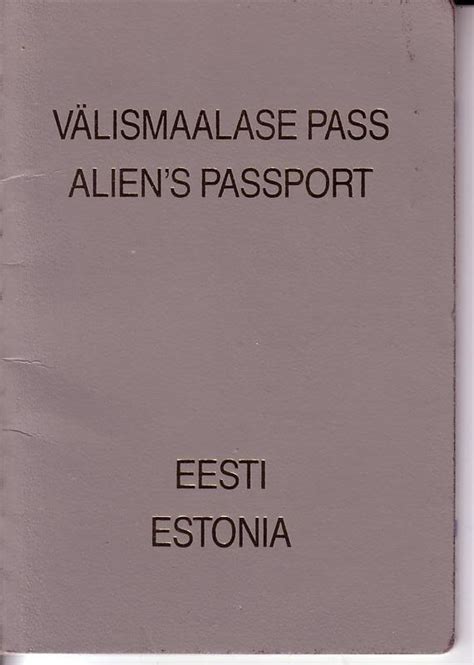 VÄLISMAALASE PASS
ALIEN'S PASSPORT
EESTI
ESTONIA